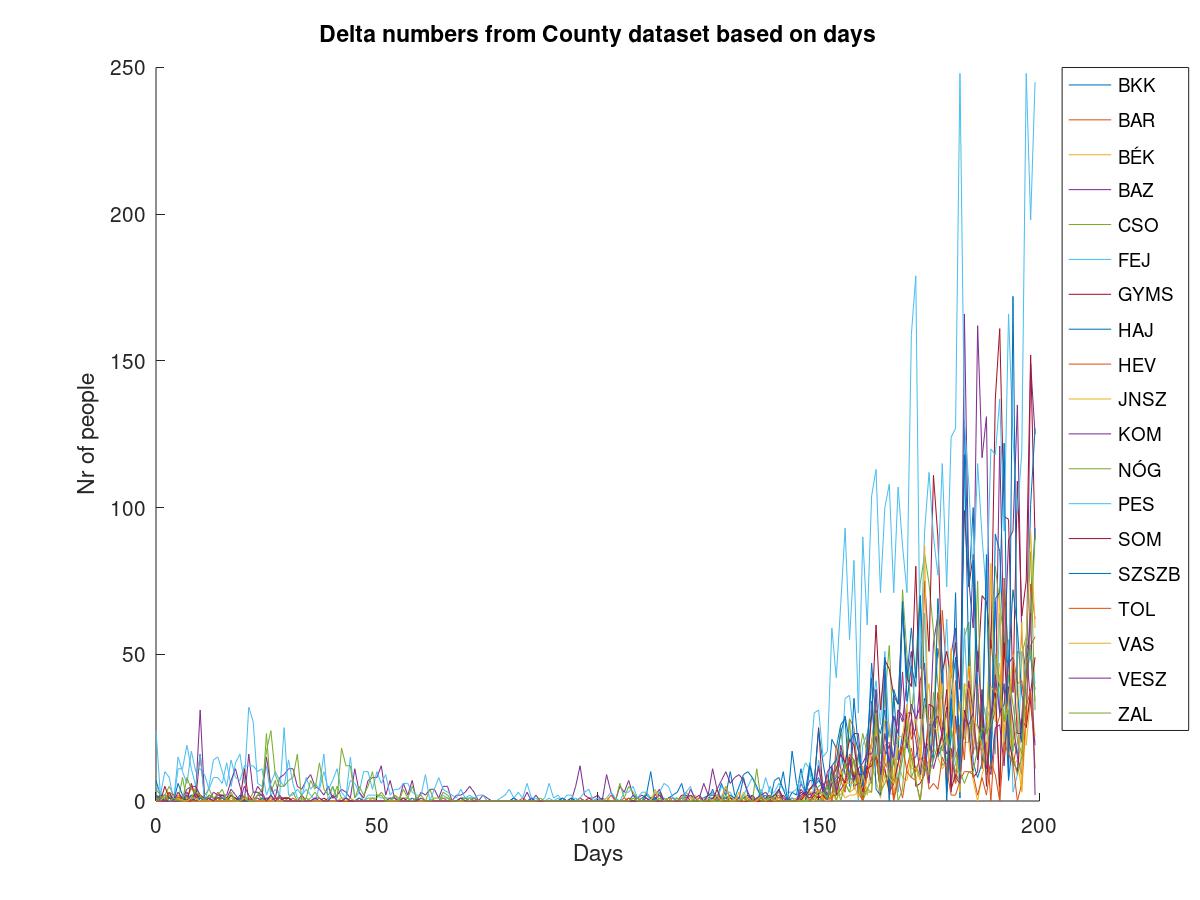 Delta numbers from County dataset based on days
250
200
150
100
50
0
Nr of people
0 50 100 150 200
Days
BKK
BAR
BÉK
BAZ
CSO
FEJ
GYMS
HAJ
HEV
JNSZ
KOM
NÓG
PES
SOM
SZSZB
TOL
VAS
VESZ
ZAL